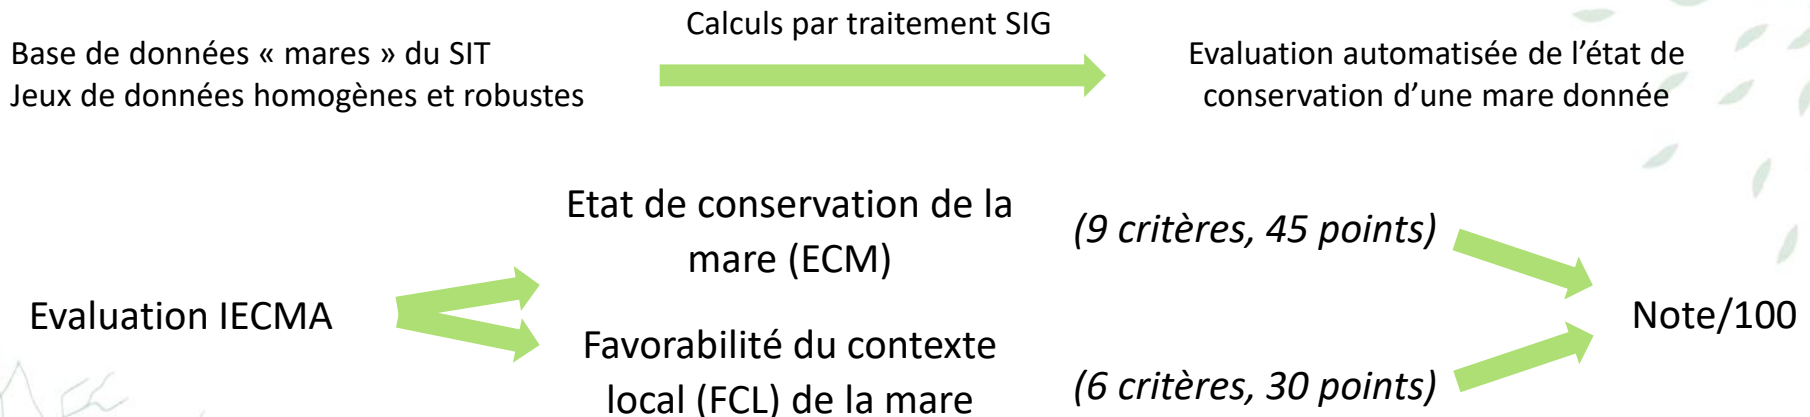 Calculs par traitement SIG
Base de données « mares » du SIT
Jeux de données homogènes et robustes
Evaluation automatisée de l’état de
conservation d’une mare donnée
Etat de conservation de la
mare (ECM)
(9 critères, 45 points)
Evaluation IECMA
Note/100
Favorabilité du contexte
local (FCL) de la mare
(6 critères, 30 points)